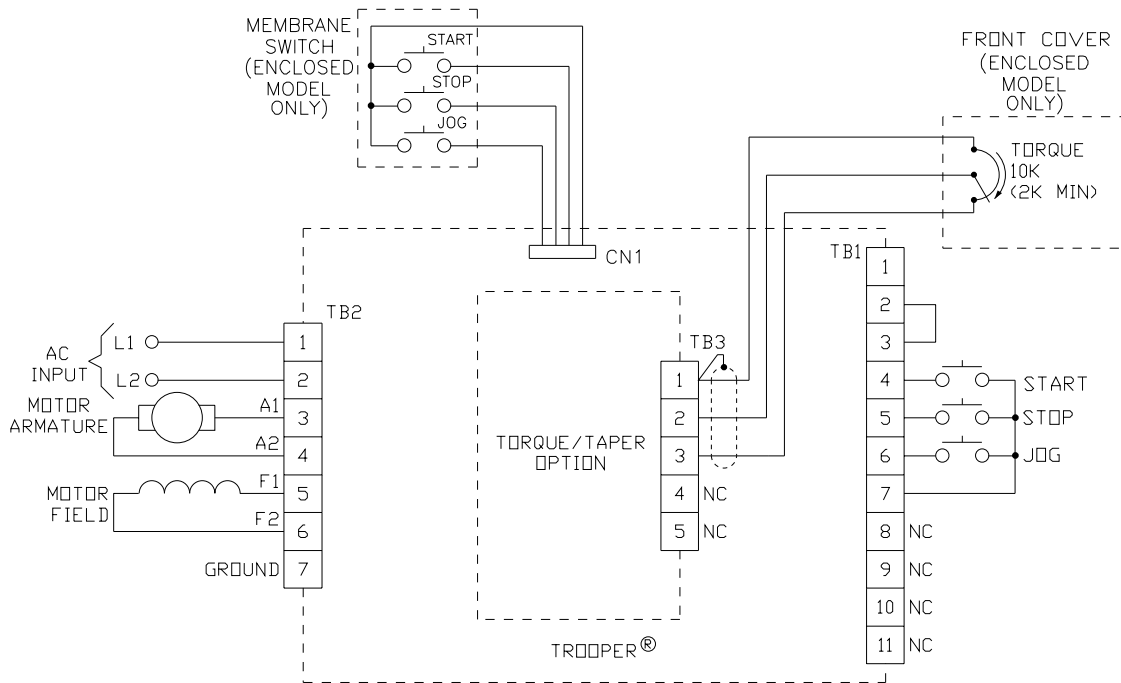 MEMBRANE
SWITCH
(ENCLOSED
MODEL
ONLY)
START
STOP
JOG
FRONT COVER
(ENCLOSED
MODEL
ONLY)
TORQUE
10K
(2K MIN)
CN1
TB1
1
2
3
4
5
6
7
8 NC
9 NC
10 NC
11 NC
START
STOP
JOG
TB2
1
2
3
4
5
6
7
AC
INPUT
L1
L2
MOTOR
ARMATURE
A1
A2
MOTOR
FIELD
F1
F2
GROUND
TB3
1
2
3
4 NC
5 NC
TORQUE/TAPER
OPTION
TROOPER®